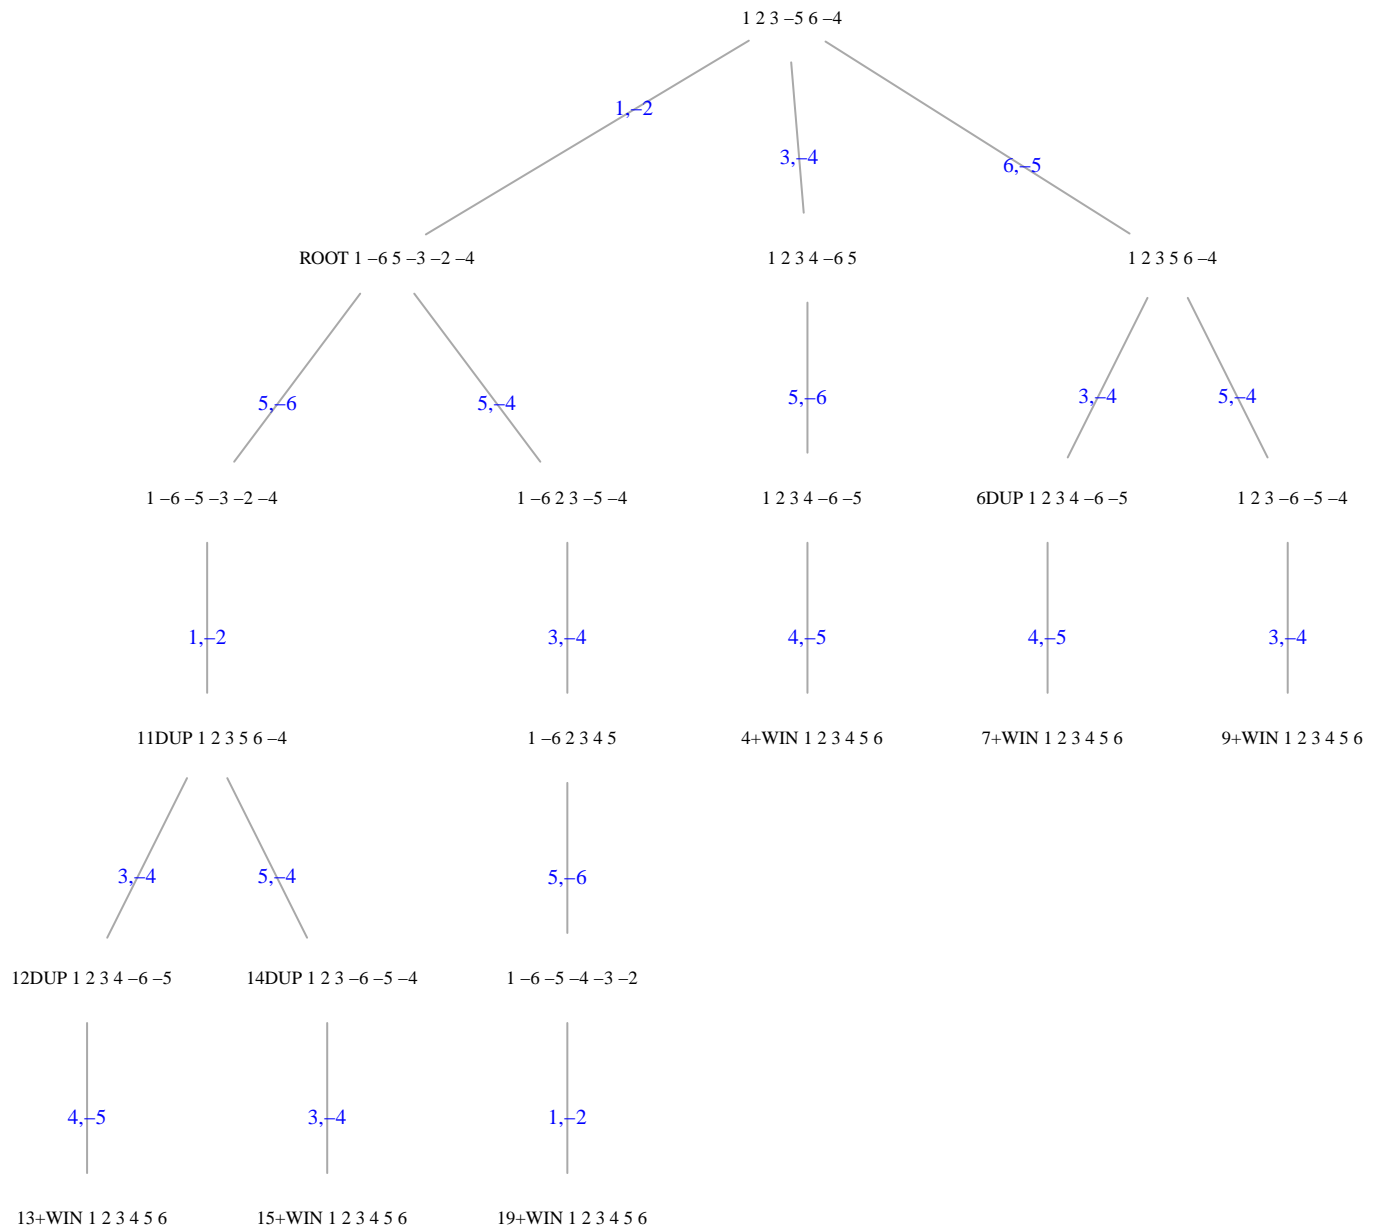 1 2 3 –5 6 –4
1,–2
3,–4
6,–5
ROOT 1 –6 5 –3 –2 –4
1 2 3 4 –6 5
1 2 3 5 6 –4
5,–6
5,–4
5,–6
3,–4
5,–4
1 –6 –5 –3 –2 –4
1 –6 2 3 –5 –4
1 2 3 4 –6 –5
6DUP 1 2 3 4 –6 –5
1 2 3 –6 –5 –4
1,–2
3,–4
4,–5
4,–5
3,–4
11DUP 1 2 3 5 6 –4
1 –6 2 3 4 5
4+WIN 1 2 3 4 5 6
7+WIN 1 2 3 4 5 6
9+WIN 1 2 3 4 5 6
3,–4
5,–4
5,–6
12DUP 1 2 3 4 –6 –5
14DUP 1 2 3 –6 –5 –4
1 –6 –5 –4 –3 –2
4,–5
3,–4
1,–2
13+WIN 1 2 3 4 5 6
15+WIN 1 2 3 4 5 6
19+WIN 1 2 3 4 5 6